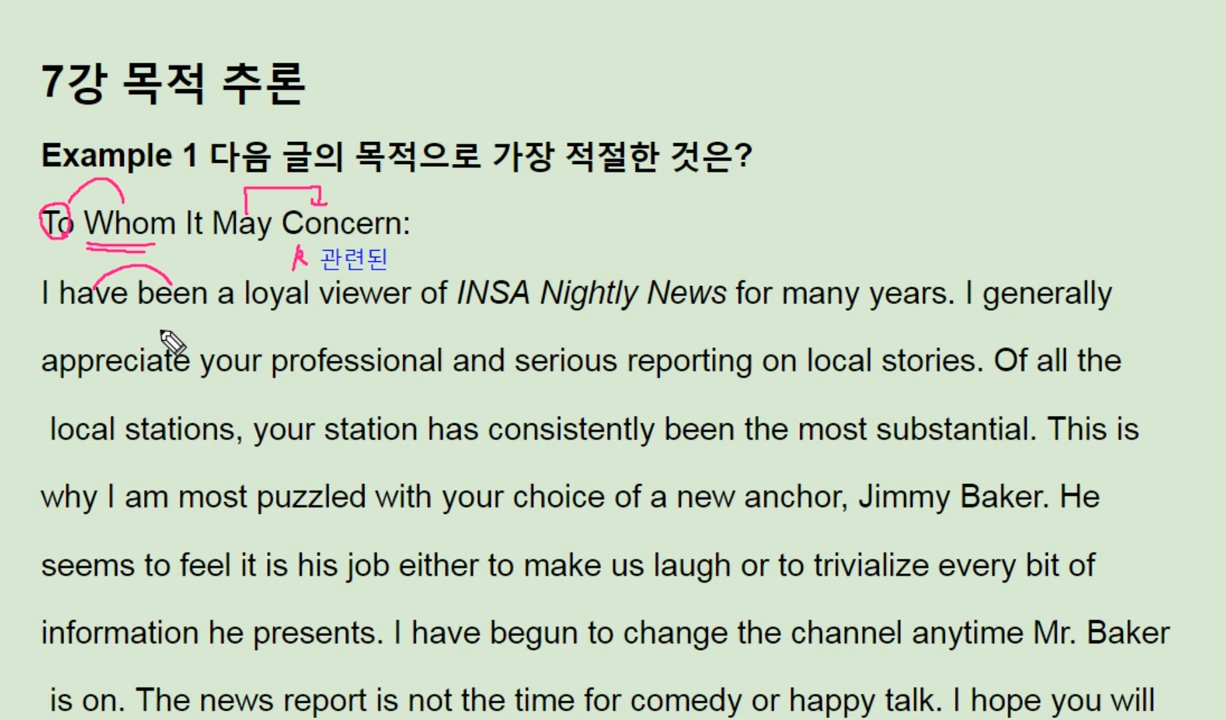 7강 목적 추론
Example 1 다음 글의 목적으로 가장 적절한 것은?
To Whom It May Concern:
관련된
I have been a loyal viewer of INSA Nightly News for many years. I generally
appreciate your professional and serious reporting on local stories. Of all the
local stations, your station has consistently been the most substantial. This is
why I am most puzzled with your choice of a new anchor, Jimmy Baker. He
seems to feel it is his job either to make us laugh or to trivialize every bit of
information he presents. I have begun to change the channel anytime Mr. Baker
is on. The news report is not the time for comedy or happy talk. I hope you will